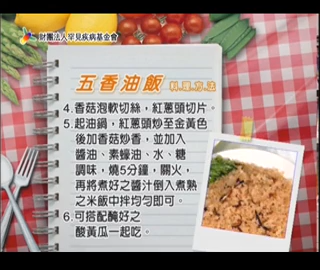 財團法人罕見疾病基金會
五香油飯 料理方法
4.香菇泡軟切絲，紅蔥頭切片。
5.起油鍋，紅蔥頭炒至金黃色
後加香菇炒香，並加入
醬油、素蠔油、水、糖
調味，燒5分鐘，關火，
再將煮好之醬汁倒入煮熟
之米飯中拌均勻即可。
6.可搭配醃好之
酸黃瓜一起吃。